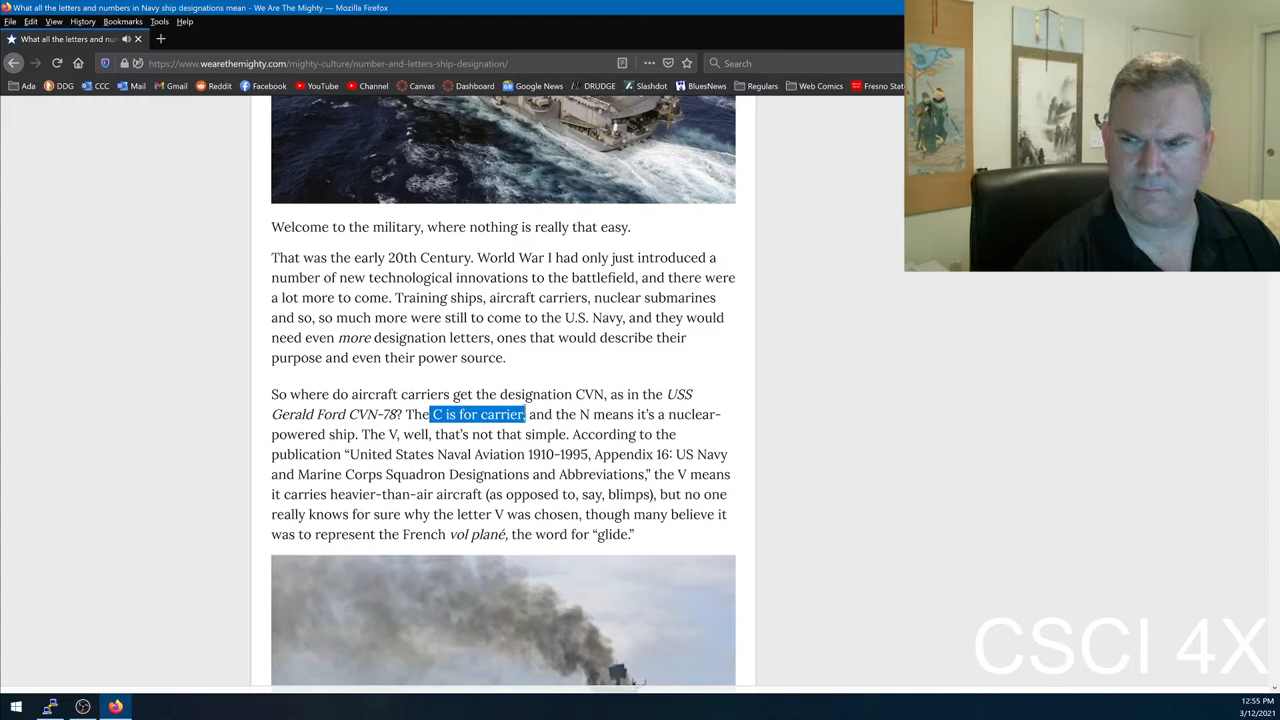 What all the letters and numbers in Navy ship designations mean - We Are The Mighty — Mozilla Firefox
File Edit View History Bookmarks Tools Help
What all the letters and nu
https://www.wearethemighty.com/mighty-culture/number-and-letters-ship-designation/
Search
Ada DDG CCC Mail Gmail Reddit Facebook YouTube Channel Canvas Dashboard Google News DRUDGE Slashdot BluesNews Regulars Web Comics Fresno State
Welcome to the military, where nothing is really that easy.
That was the early 20th Century. World War I had only just introduced a
number of new technological innovations to the battlefield, and there were
a lot more to come. Training ships, aircraft carriers, nuclear submarines
and so, so much more were still to come to the U.S. Navy, and they would
need even more designation letters, ones that would describe their
purpose and even their power source.
So where do aircraft carriers get the designation CVN, as in the USS
Gerald Ford CVN-78? The C is for carrier, and the N means it's a nuclear-
powered ship. The V, well, that's not that simple. According to the
publication “United States Naval Aviation 1910-1995, Appendix 16: US Navy
and Marine Corps Squadron Designations and Abbreviations,” the V means
it carries heavier-than-air aircraft (as opposed to, say, blimps), but no one
really knows for sure why the letter V was chosen, though many believe it
was to represent the French vol plané, the word for “glide.”
CSCI 4X
12:55 PM
3/12/2021